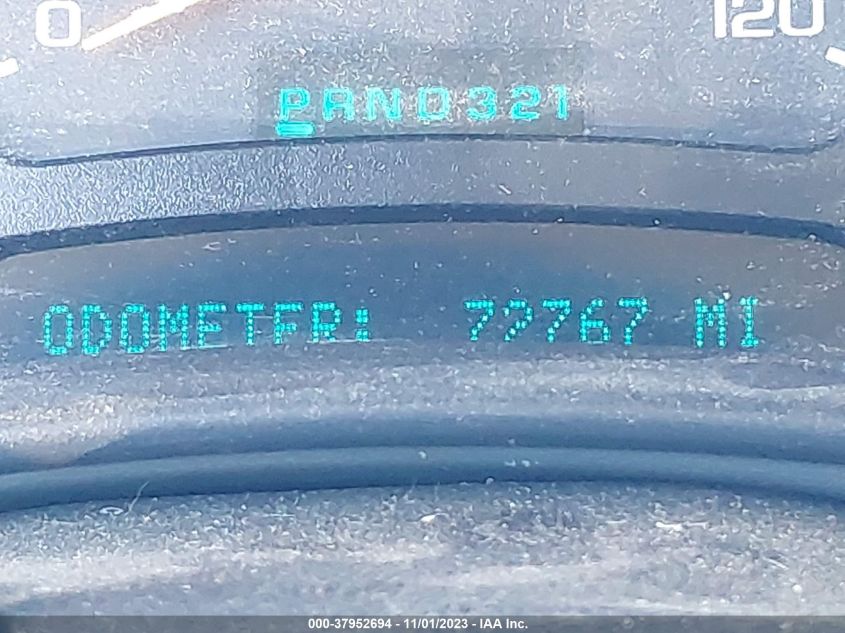 0 120
PRND321
ODOMETER: 72767 MI
000-37952694 - 11/01/2023 - IAA Inc.